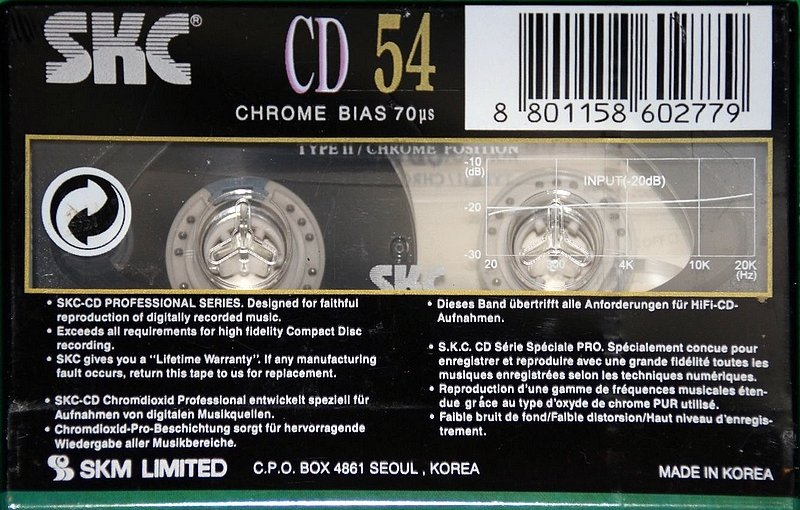 SKC®
CD 54
CHROME BIAS 70µs
8 801158 602779
TYPE II / CHROME POSITION
-10
(dB)
INPUT(-20dB)
-20
-30
20 300 4K 10K 20K
(Hz)
SKC
• SKC-CD PROFESSIONAL SERIES. Designed for faithful
reproduction of digitally recorded music.
• Exceeds all requirements for high fidelity Compact Disc
recording.
• SKC gives you a "Lifetime Warranty". If any manufacturing
fault occurs, return this tape to us for replacement.
• SKC-CD Chromdioxid Professional entwickelt speziell für
Aufnahmen von digitalen Musikquellen.
• Chromdioxid-Pro-Beschichtung sorgt für hervorragende
Wiedergabe aller Musikbereiche.
• Dieses Band übertrifft alle Anforderungen für HiFi-CD-
Aufnahmen.
• S.K.C. CD Série Spéciale PRO. Spécialement concue pour
enregistrer et reproduire avec une grande fidélité toutes les
musiques enregistrées selon les techniques numériques.
• Reproduction d'une gamme de fréquences musicales éten-
due grâce au type d'oxyde de chrome PUR utilisé.
• Faible bruit de fond/Faible distorsion/Haut niveau d'enregis-
trement.
SKM LIMITED C.P.O. BOX 4861 SEOUL , KOREA
MADE IN KOREA